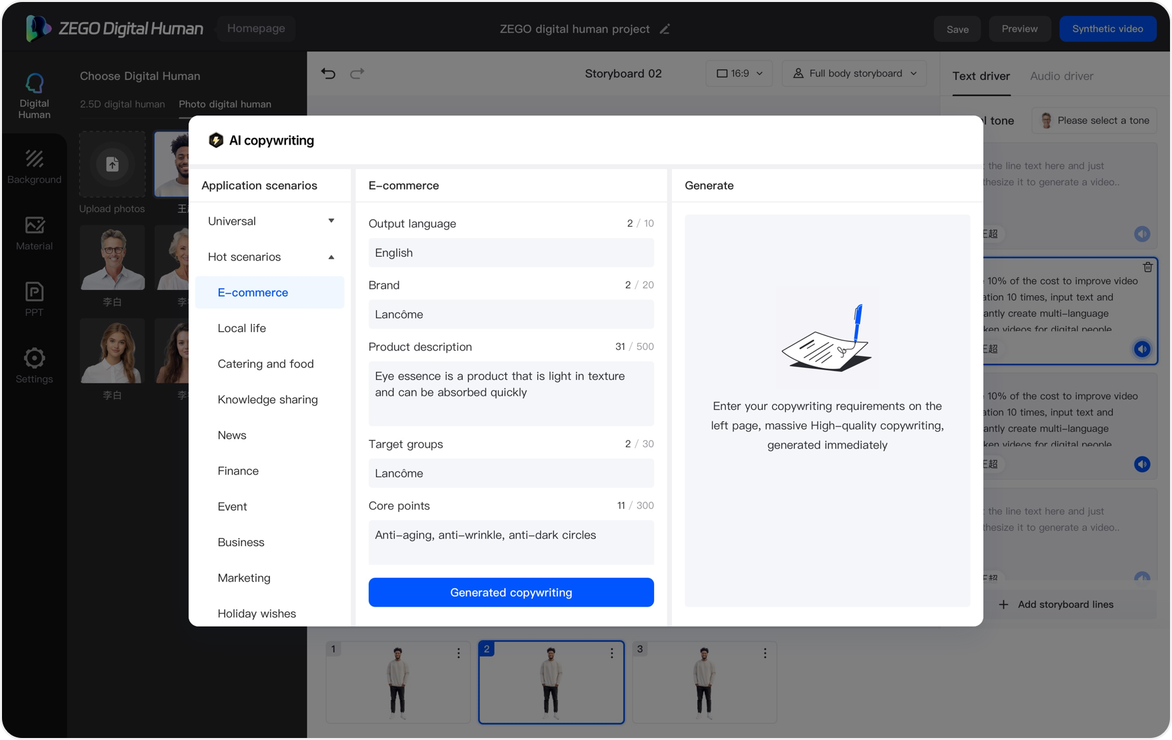 ZEGO Digital Human
Homepage
ZEGO digital human project
Save
Preview
Synthetic video
Digital
Human
Background
Material
PPT
Settings
Choose Digital Human
2.5D digital human
Photo digital human
Upload photos
李白
李白
Storyboard 02
16:9
Full body storyboard
Text driver
Audio driver
tone
Please select a tone
the line text here and just
thesize it to generate a video..
王超
10% of the cost to improve video
ation 10 times, input text and
antly create multi-language
ken videos for digital people
王超
10% of the cost to improve video
ation 10 times, input text and
antly create multi-language
ken videos for digital people
王超
the line text here and just
thesize it to generate a video..
Add storyboard lines
AI copywriting
Application scenarios
Universal
Hot scenarios
E-commerce
Local life
Catering and food
Knowledge sharing
News
Finance
Event
Business
Marketing
Holiday wishes
E-commerce
Output language
2 / 10
English
Brand
2 / 20
Lancôme
Product description
31 / 500
Eye essence is a product that is light in texture
and can be absorbed quickly
Target groups
2 / 30
Lancôme
Core points
11 / 300
Anti-aging, anti-wrinkle, anti-dark circles
Generated copywriting
Generate
Enter your copywriting requirements on the
left page, massive High-quality copywriting,
generated immediately
1
2
3